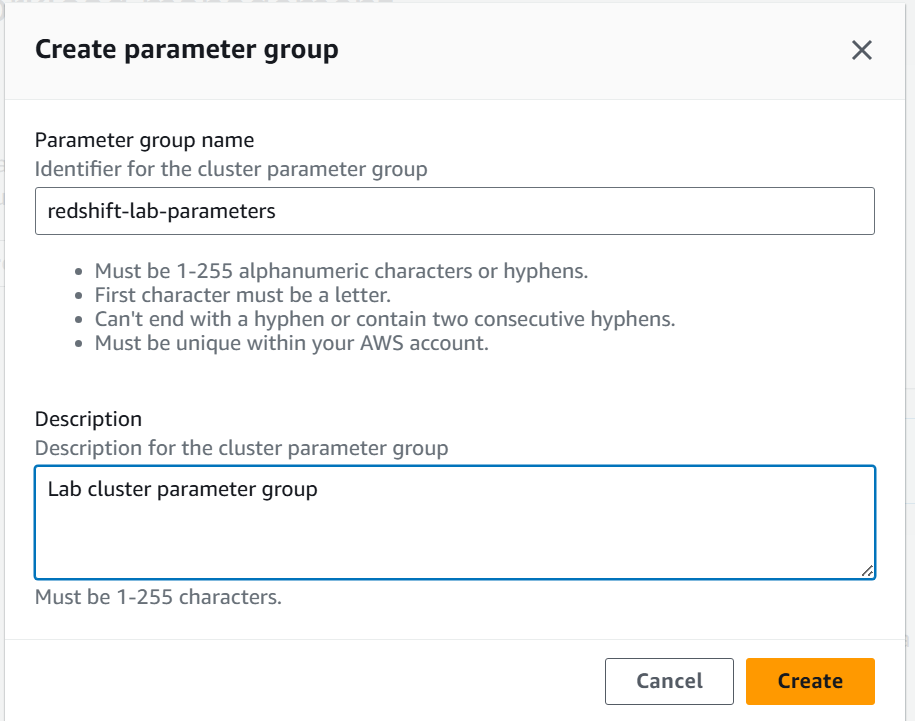 Create parameter group
Parameter group name
Identifier for the cluster parameter group
redshift-lab-parameters
• Must be 1-255 alphanumeric characters or hyphens.
• First character must be a letter.
• Can't end with a hyphen or contain two consecutive hyphens.
• Must be unique within your AWS account.
Description
Description for the cluster parameter group
Lab cluster parameter group
Must be 1-255 characters.
Cancel
Create